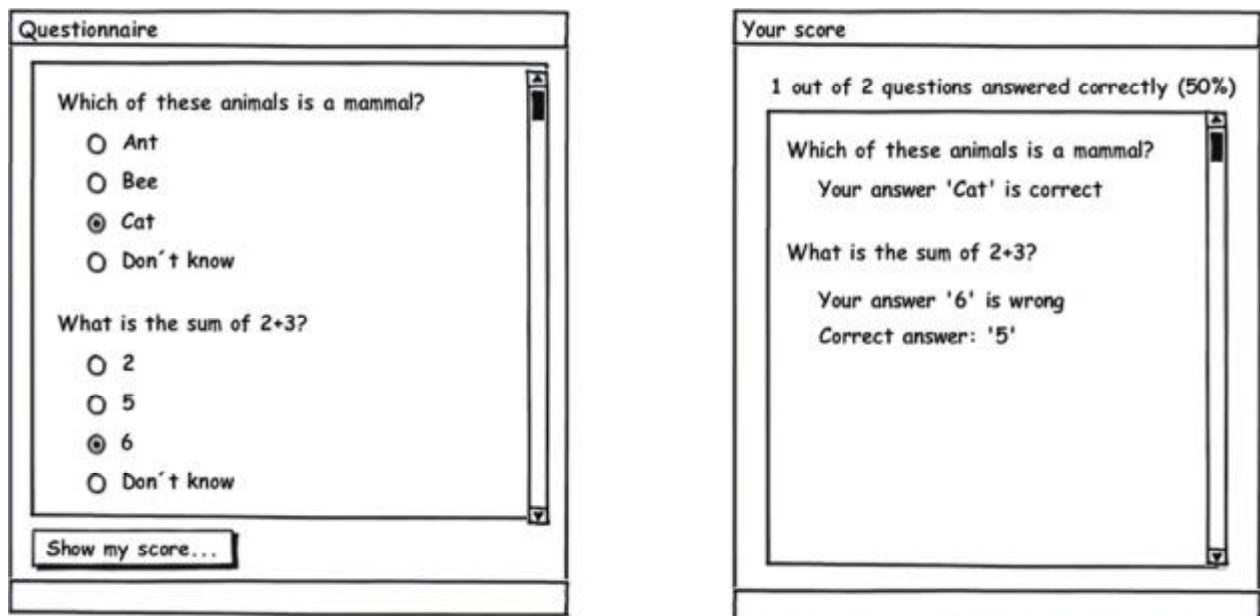 Questionnaire
Which of these animals is a mammal?
Ant
Bee
Cat
Don´t know
What is the sum of 2+3?
2
5
6
Don´t know
Show my score...
Your score
1 out of 2 questions answered correctly (50%)
Which of these animals is a mammal?
Your answer 'Cat' is correct
What is the sum of 2+3?
Your answer '6' is wrong
Correct answer: '5'